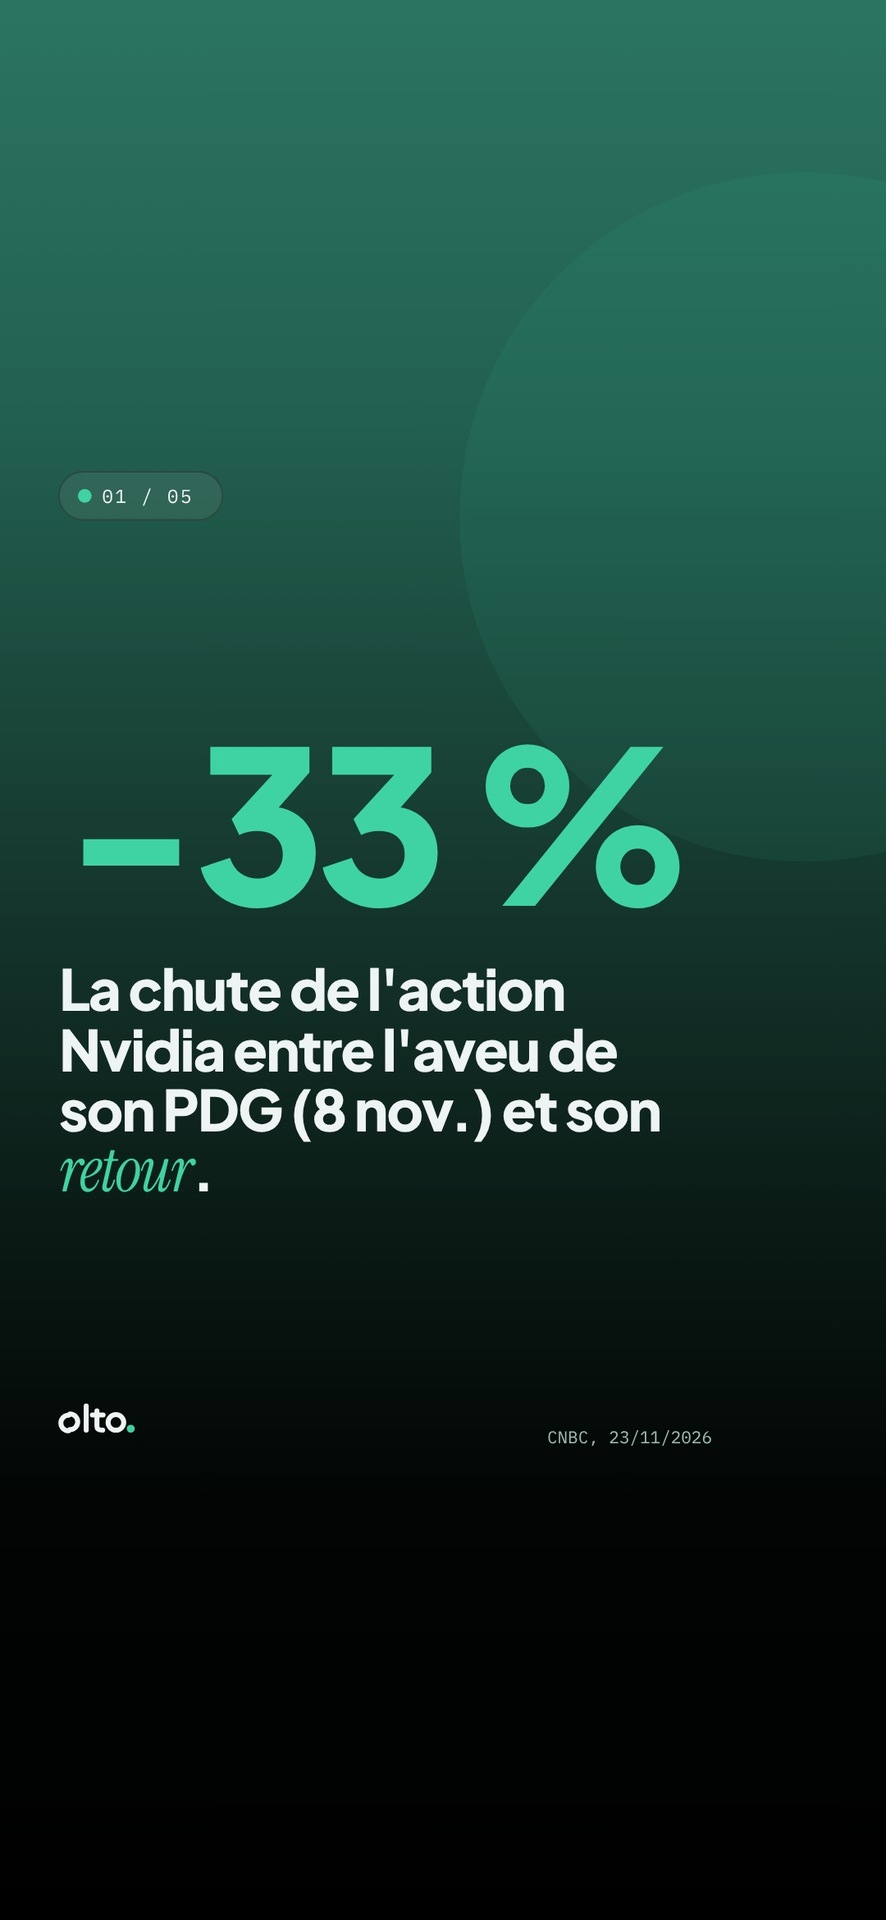 01 / 05
–33 %
La chute de l'action
Nvidia entre l'aveu de
son PDG (8 nov.) et son
retour.
olto.
CNBC, 23/11/2026